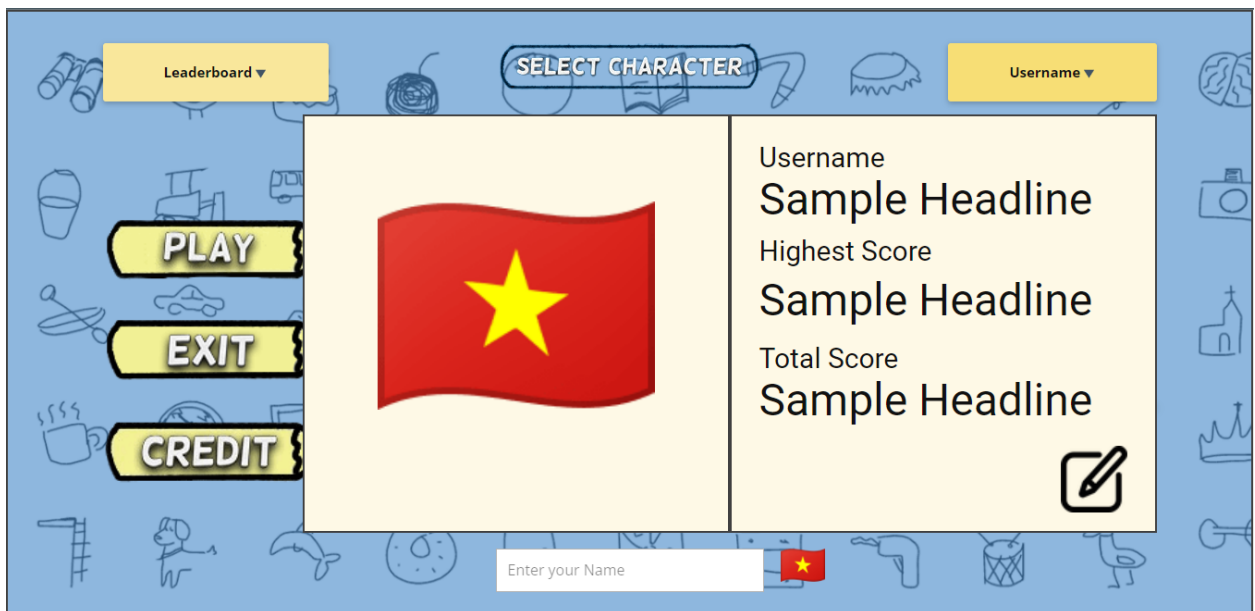 Leaderboard ▼
SELECT CHARACTER
Username ▼
PLAY
EXIT
CREDIT
Username
Sample Headline
Highest Score
Sample Headline
Total Score
Sample Headline
Enter your Name